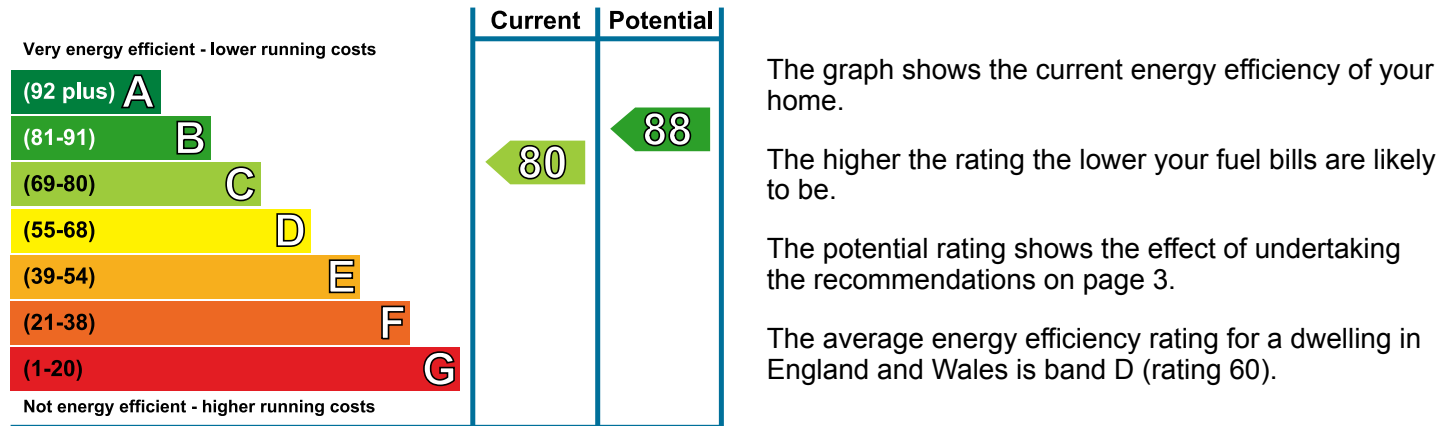 Current Potential
Very energy efficient - lower running costs
(92 plus) A
(81-91) B
(69-80) C
(55-68) D
(39-54) E
(21-38) F
(1-20) G
Not energy efficient - higher running costs
80
88
The graph shows the current energy efficiency of your
home.
The higher the rating the lower your fuel bills are likely
to be.
The potential rating shows the effect of undertaking
the recommendations on page 3.
The average energy efficiency rating for a dwelling in
England and Wales is band D (rating 60).